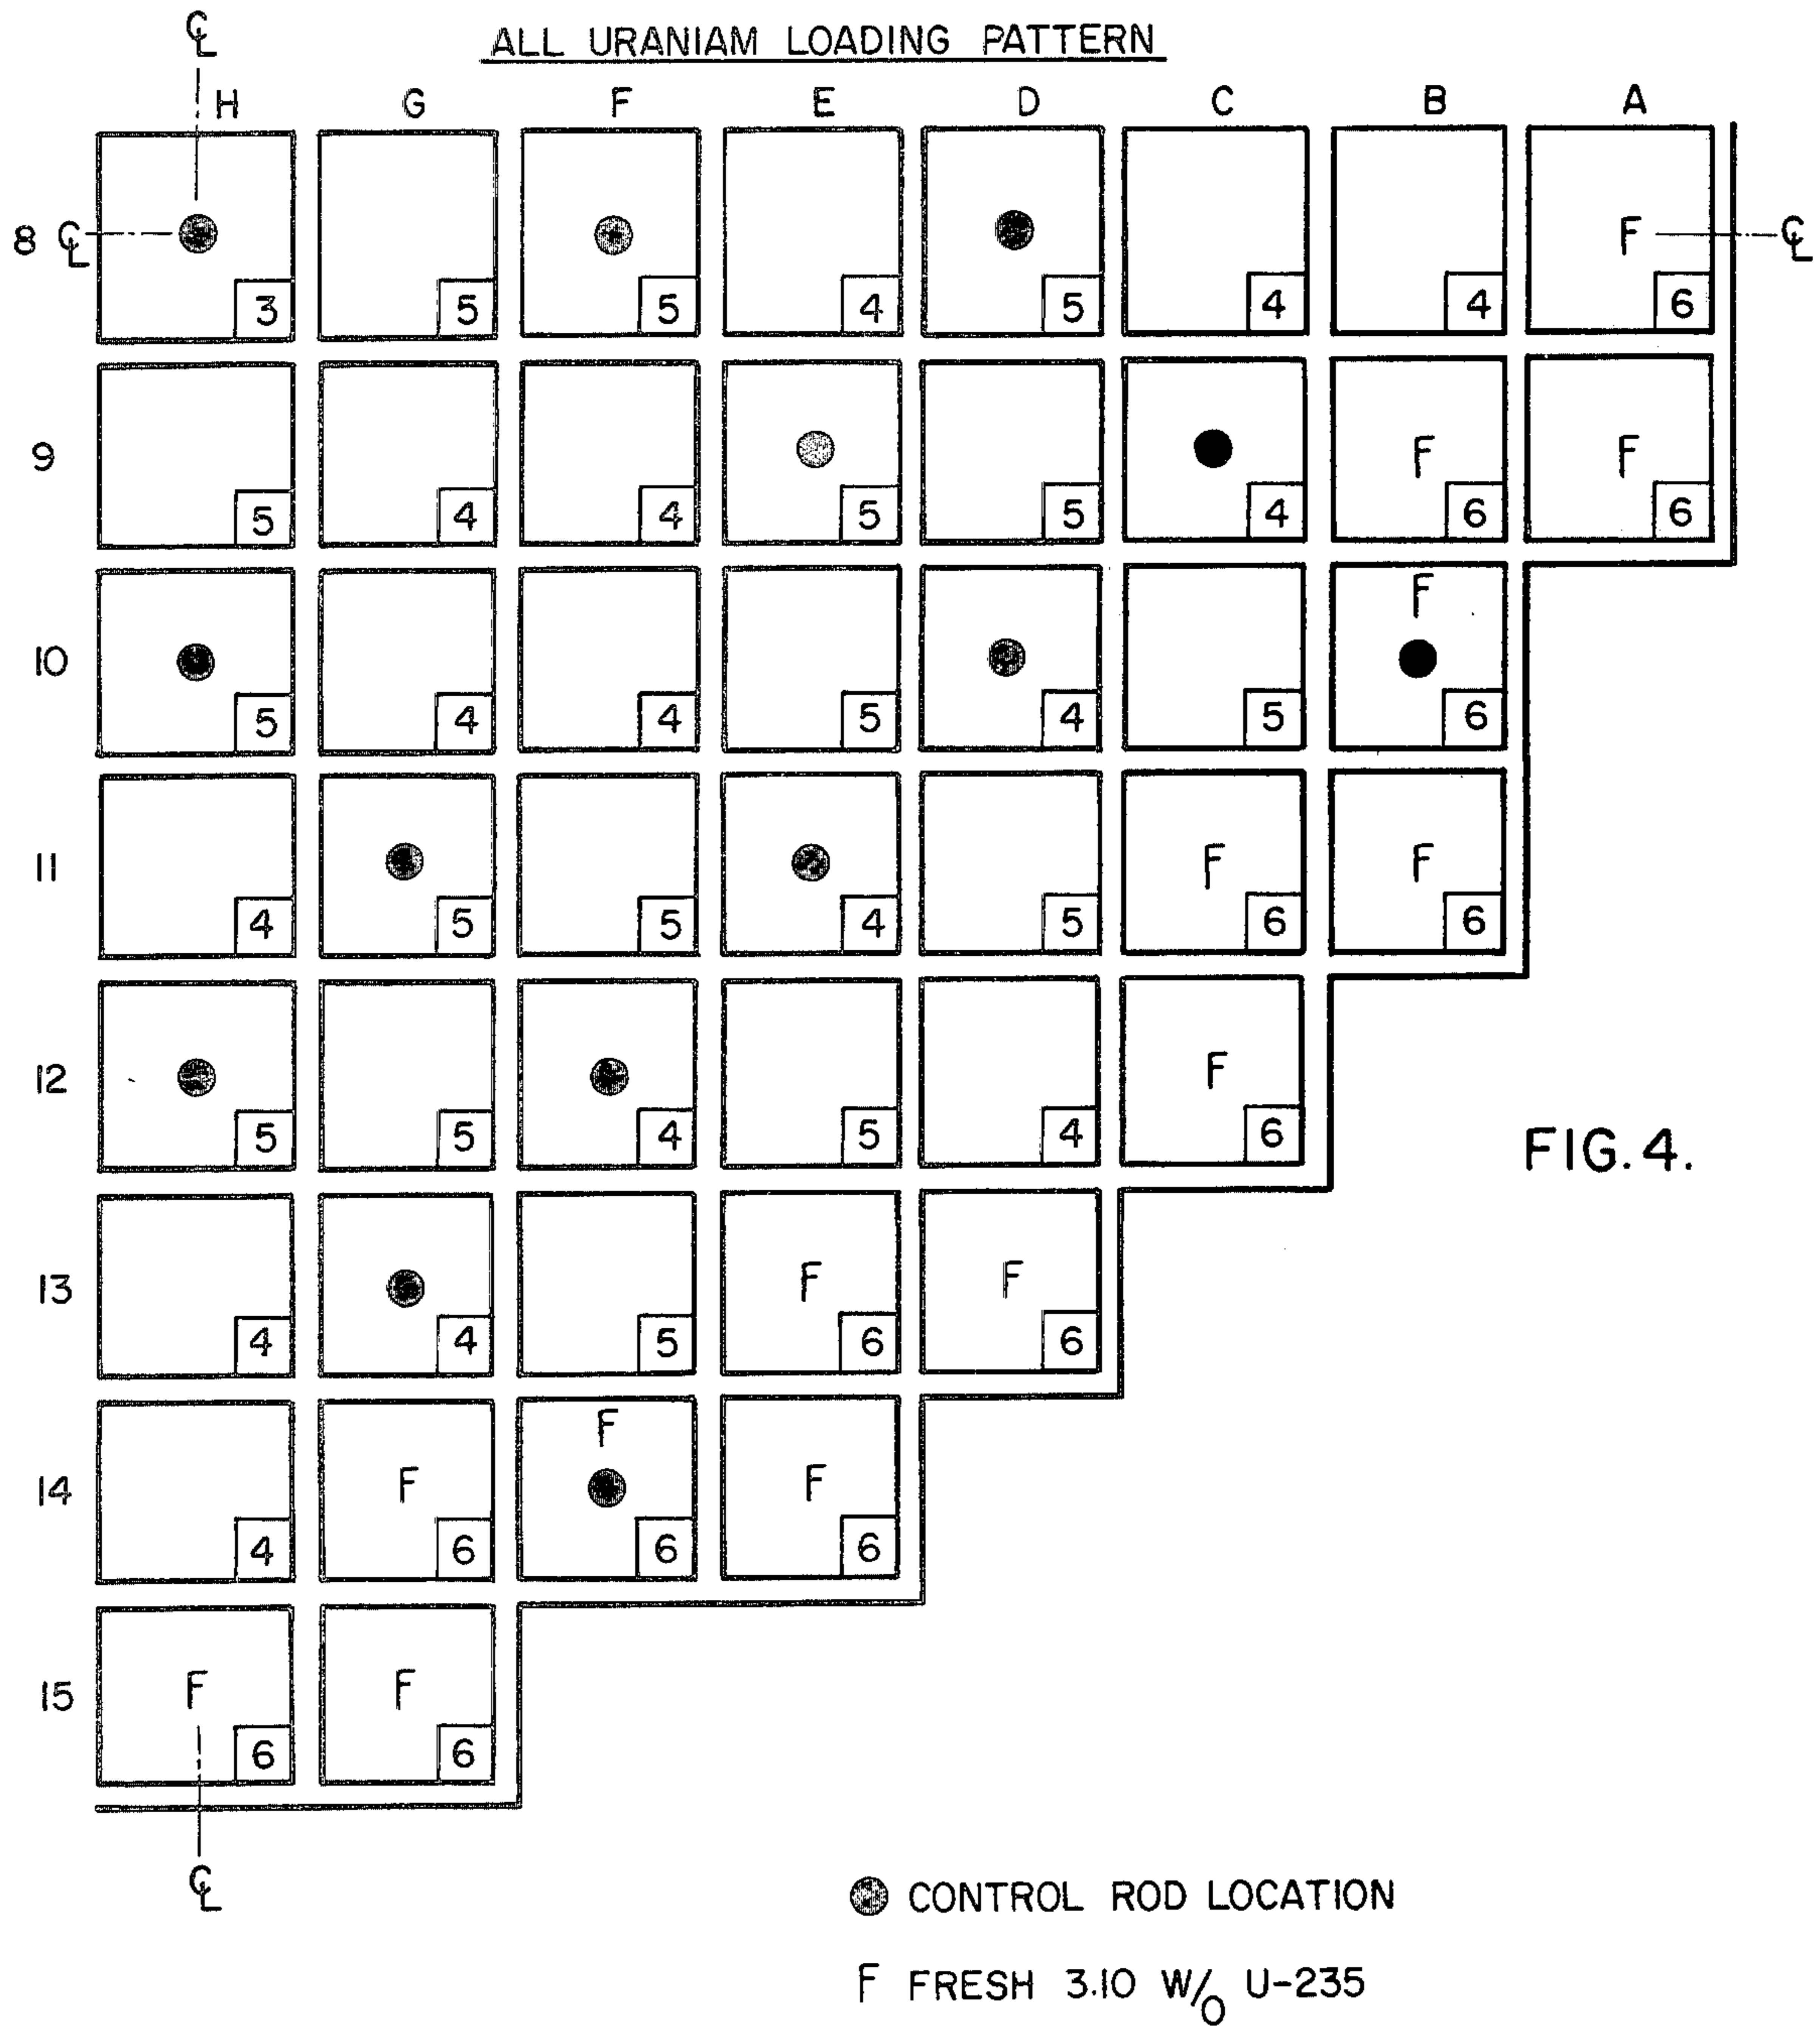 ℄
ALL URANIAM LOADING PATTERN
H G F E D C B A
8 ℄ F ℄
3 5 5 4 5 4 4 6
9 F F
5 4 4 5 5 4 6 6
F
10
5 4 4 5 4 5 6
11 F F
4 5 5 4 5 6 6
12 F
5 5 4 5 4 6
FIG. 4.
13 F F
4 4 5 6 6
F
14 F F
4 6 6 6
15 F F
6 6
℄
CONTROL ROD LOCATION
F FRESH 3.10 W/O U-235